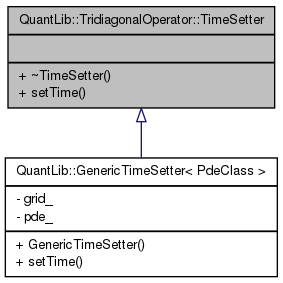 QuantLib::TridiagonalOperator::TimeSetter
+ ~TimeSetter()
+ setTime()
QuantLib::GenericTimeSetter< PdeClass >
- grid_
- pde_
+ GenericTimeSetter()
+ setTime()